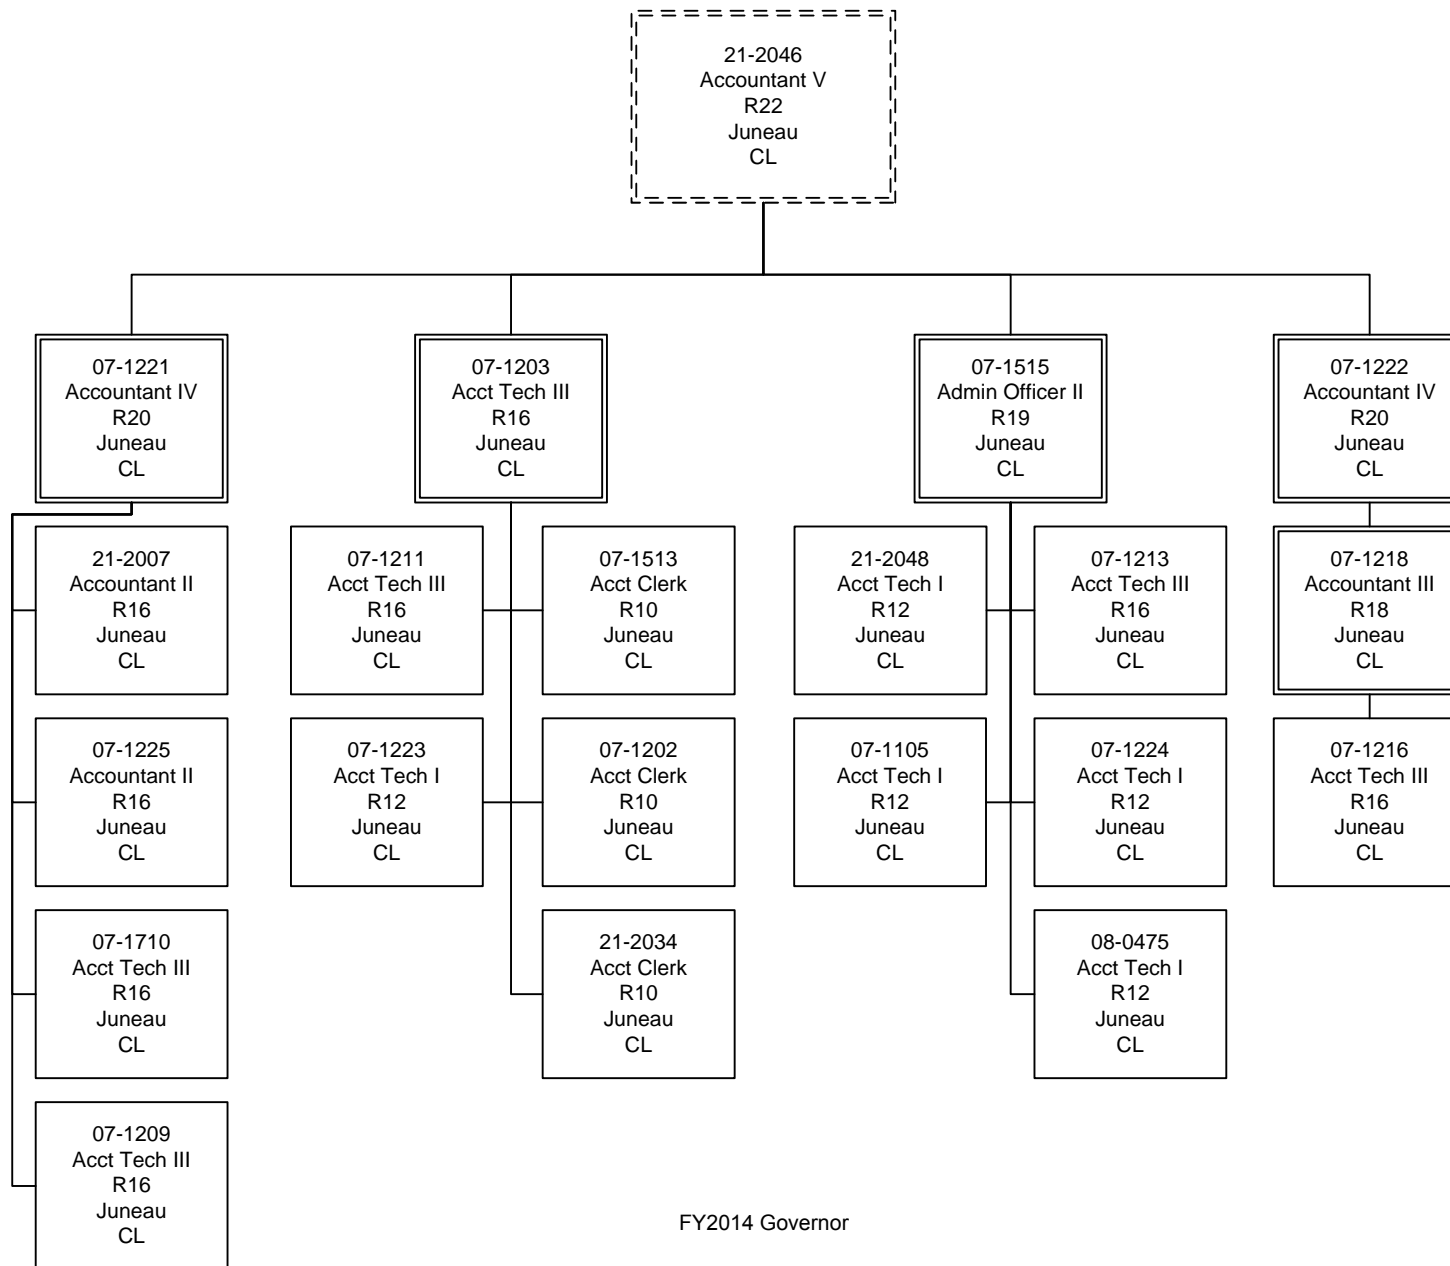 21-2046
Accountant V
R22
Juneau
CL
07-1221
Accountant IV
R20
Juneau
CL
07-1203
Acct Tech III
R16
Juneau
CL
07-1515
Admin Officer II
R19
Juneau
CL
07-1222
Accountant IV
R20
Juneau
CL
21-2007
Accountant II
R16
Juneau
CL
07-1211
Acct Tech III
R16
Juneau
CL
07-1513
Acct Clerk
R10
Juneau
CL
21-2048
Acct Tech I
R12
Juneau
CL
07-1213
Acct Tech III
R16
Juneau
CL
07-1218
Accountant III
R18
Juneau
CL
07-1225
Accountant II
R16
Juneau
CL
07-1223
Acct Tech I
R12
Juneau
CL
07-1202
Acct Clerk
R10
Juneau
CL
07-1105
Acct Tech I
R12
Juneau
CL
07-1224
Acct Tech I
R12
Juneau
CL
07-1216
Acct Tech III
R16
Juneau
CL
07-1710
Acct Tech III
R16
Juneau
CL
21-2034
Acct Clerk
R10
Juneau
CL
08-0475
Acct Tech I
R12
Juneau
CL
07-1209
Acct Tech III
R16
Juneau
CL
FY2014 Governor